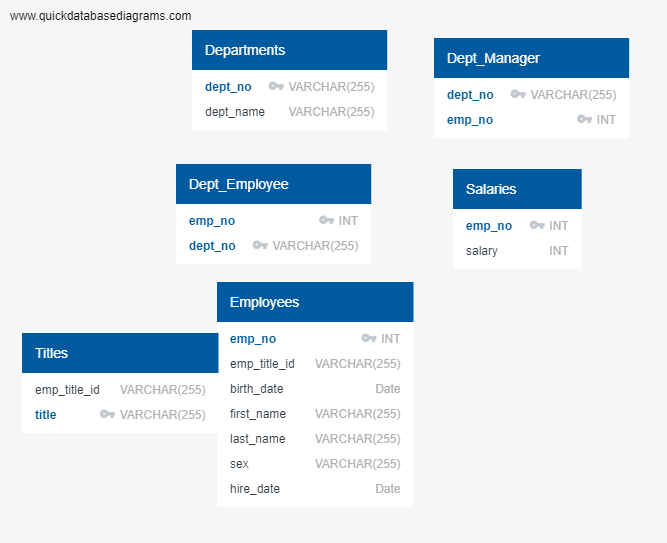 www.quickdatabasediagrams.com
Departments
dept_no VARCHAR(255)
dept_name VARCHAR(255)
Dept_Manager
dept_no VARCHAR(255)
emp_no INT
Dept_Employee
emp_no INT
dept_no VARCHAR(255)
Salaries
emp_no INT
salary INT
Employees
emp_no INT
emp_title_id VARCHAR(255)
birth_date Date
first_name VARCHAR(255)
last_name VARCHAR(255)
sex VARCHAR(255)
hire_date Date
Titles
emp_title_id VARCHAR(255)
title VARCHAR(255)